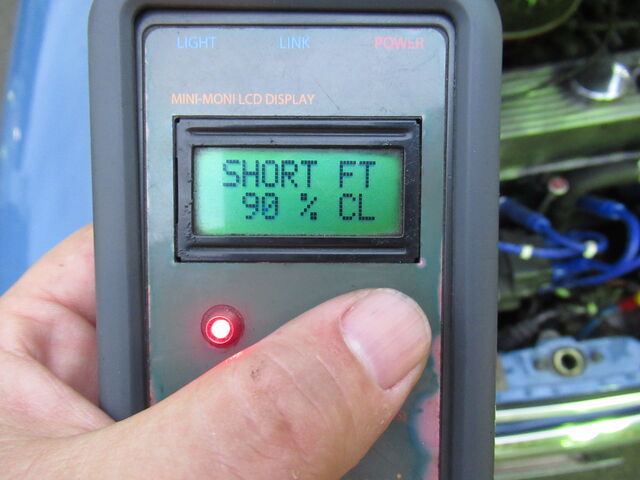 LIGHT LINK POWER
MINI-MONI LCD DISPLAY
SHORT FT
90 % CL